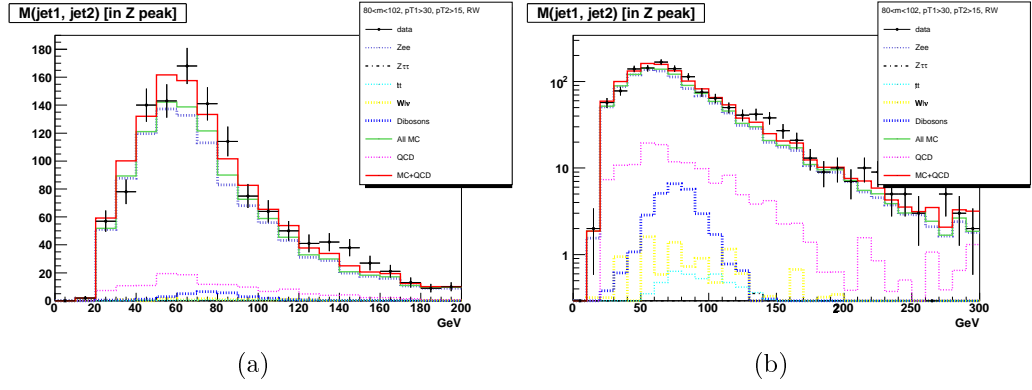 M(jet1, jet2) [in Z peak]
80<m<102, pT1>30, pT2>15, RW
data
Zee
Zττ
tt
Wlν
Dibosons
All MC
QCD
MC+QCD
180
160
140
120
100
80
60
40
20
0
0 20 40 60 80 100 120 140 160 180 200
GeV
(a)
M(jet1, jet2) [in Z peak]
80<m<102, pT1>30, pT2>15, RW
data
Zee
Zττ
tt
Wlν
Dibosons
All MC
QCD
MC+QCD
10²
10
1
0 50 100 150 200 250 300
GeV
(b)